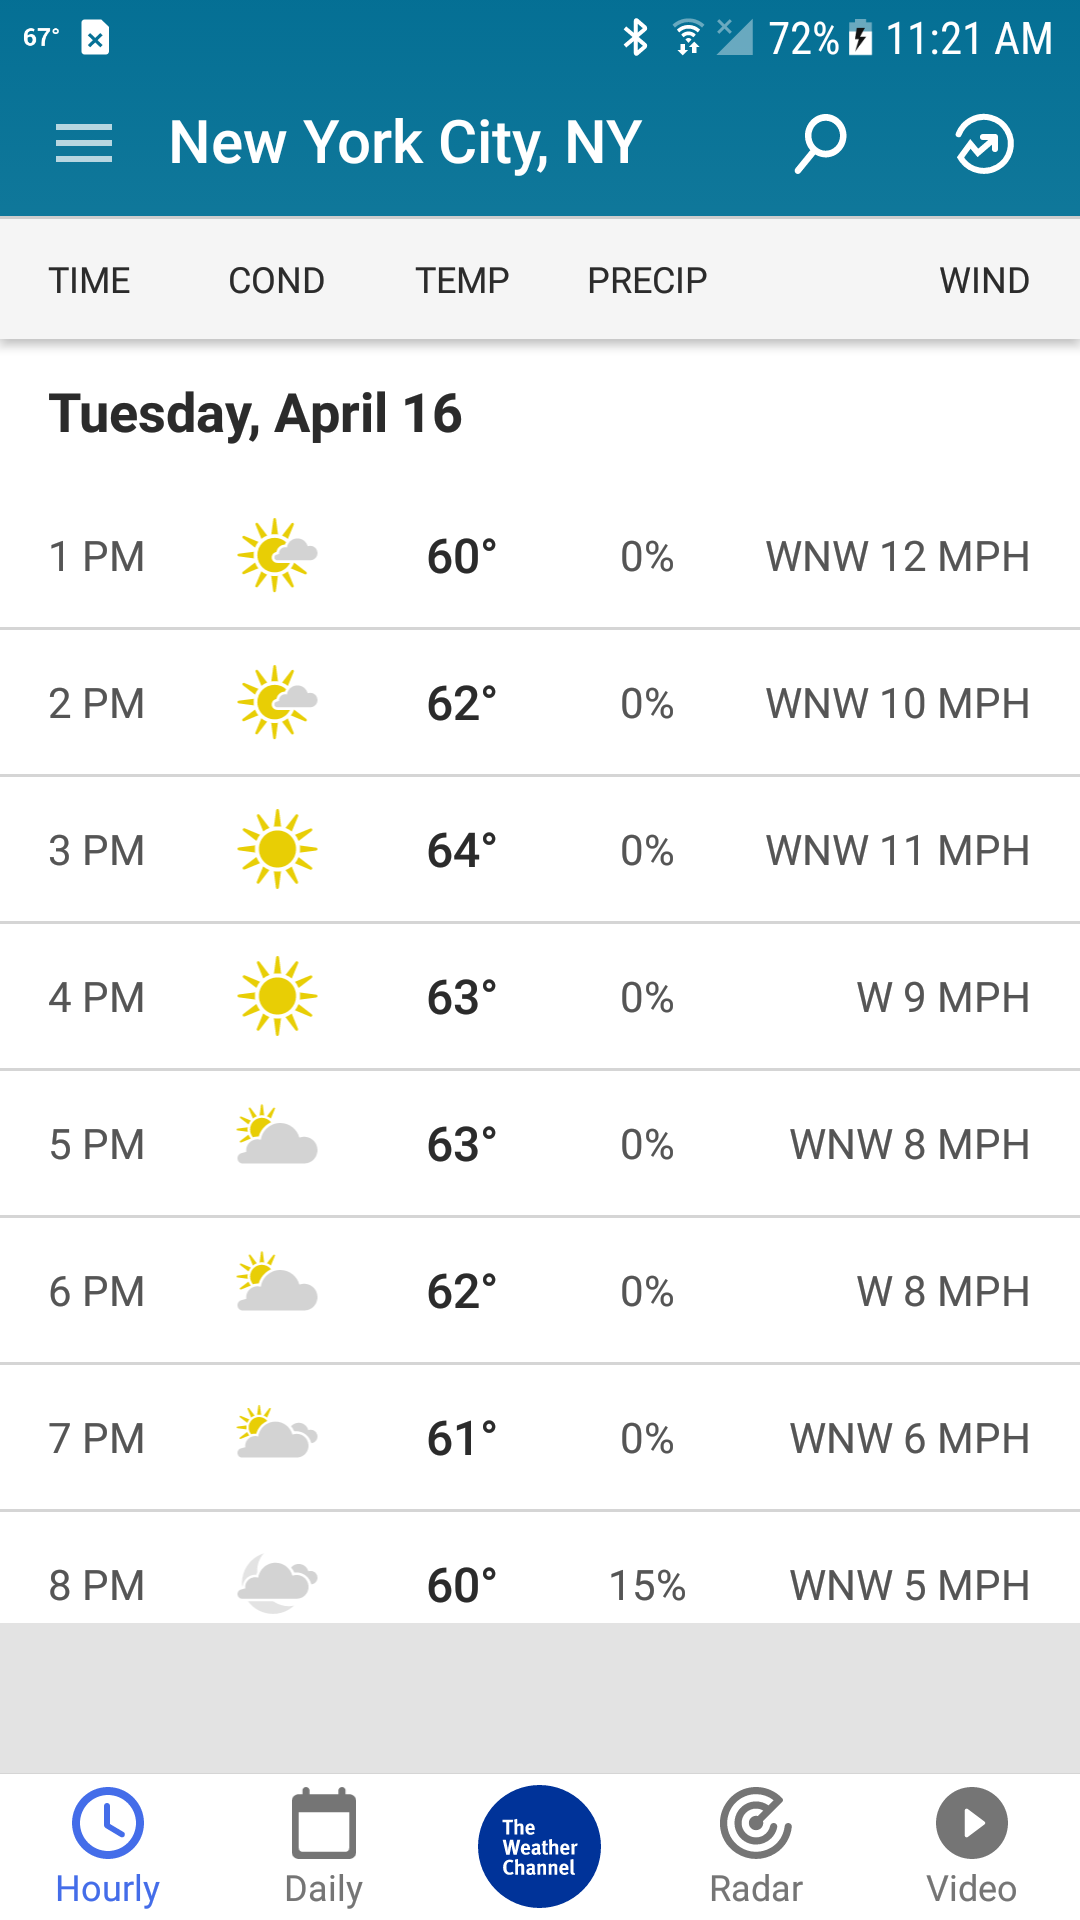 67° 72% 11:21 AM
New York City, NY
TIME COND TEMP PRECIP WIND
Tuesday, April 16
1 PM 60° 0% WNW 12 MPH
2 PM 62° 0% WNW 10 MPH
3 PM 64° 0% WNW 11 MPH
4 PM 63° 0% W 9 MPH
5 PM 63° 0% WNW 8 MPH
6 PM 62° 0% W 8 MPH
7 PM 61° 0% WNW 6 MPH
8 PM 60° 15% WNW 5 MPH
The
Weather
Channel
Hourly Daily Radar Video